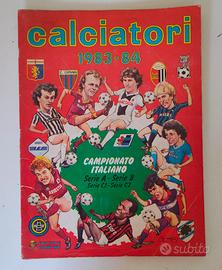 calciatori
1983-84
CAMPIONATO
ITALIANO
Serie A - Serie B
Serie C1 - Serie C2
subito